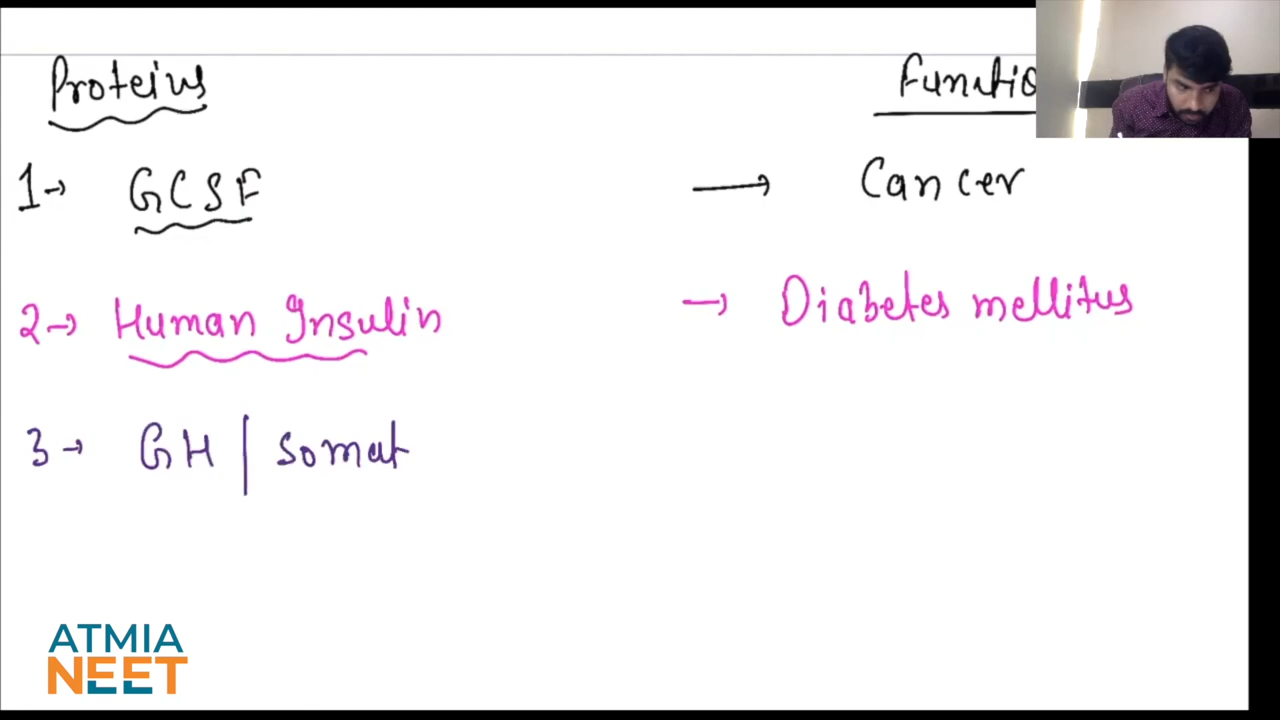 Proteins Functio
1→ GCSF → Cancer
2→ Human Insulin → Diabetes mellitus
3→ GH | Somat
ATMIA
NEET